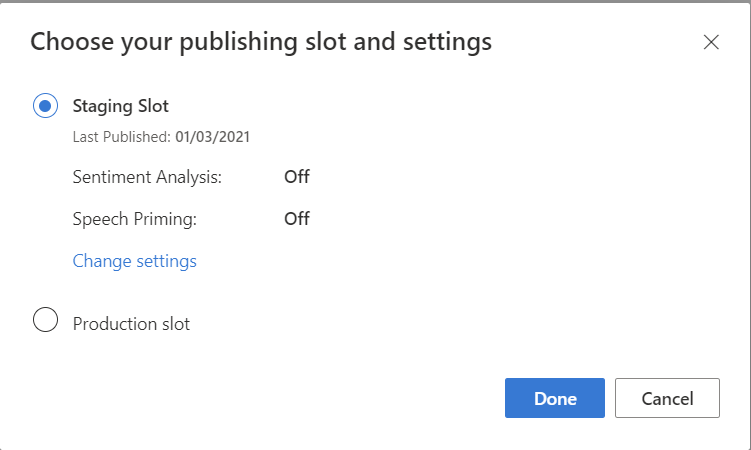 Choose your publishing slot and settings
Staging Slot
Last Published: 01/03/2021
Sentiment Analysis: Off
Speech Priming: Off
Change settings
Production slot
Done Cancel